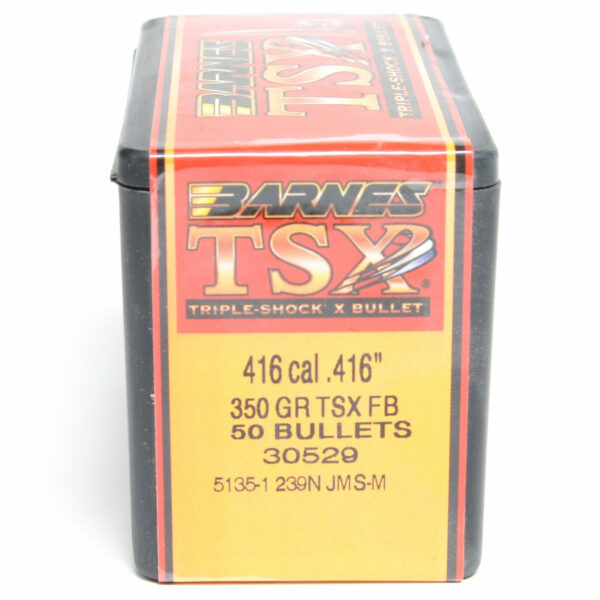 BARNES
TSX
TRIPLE-SHOCK X BULLET
BARNES
TSX®
TRIPLE-SHOCK X BULLET
416 cal .416"
350 GR TSX FB
50 BULLETS
30529
5135-1 239N JMS-M